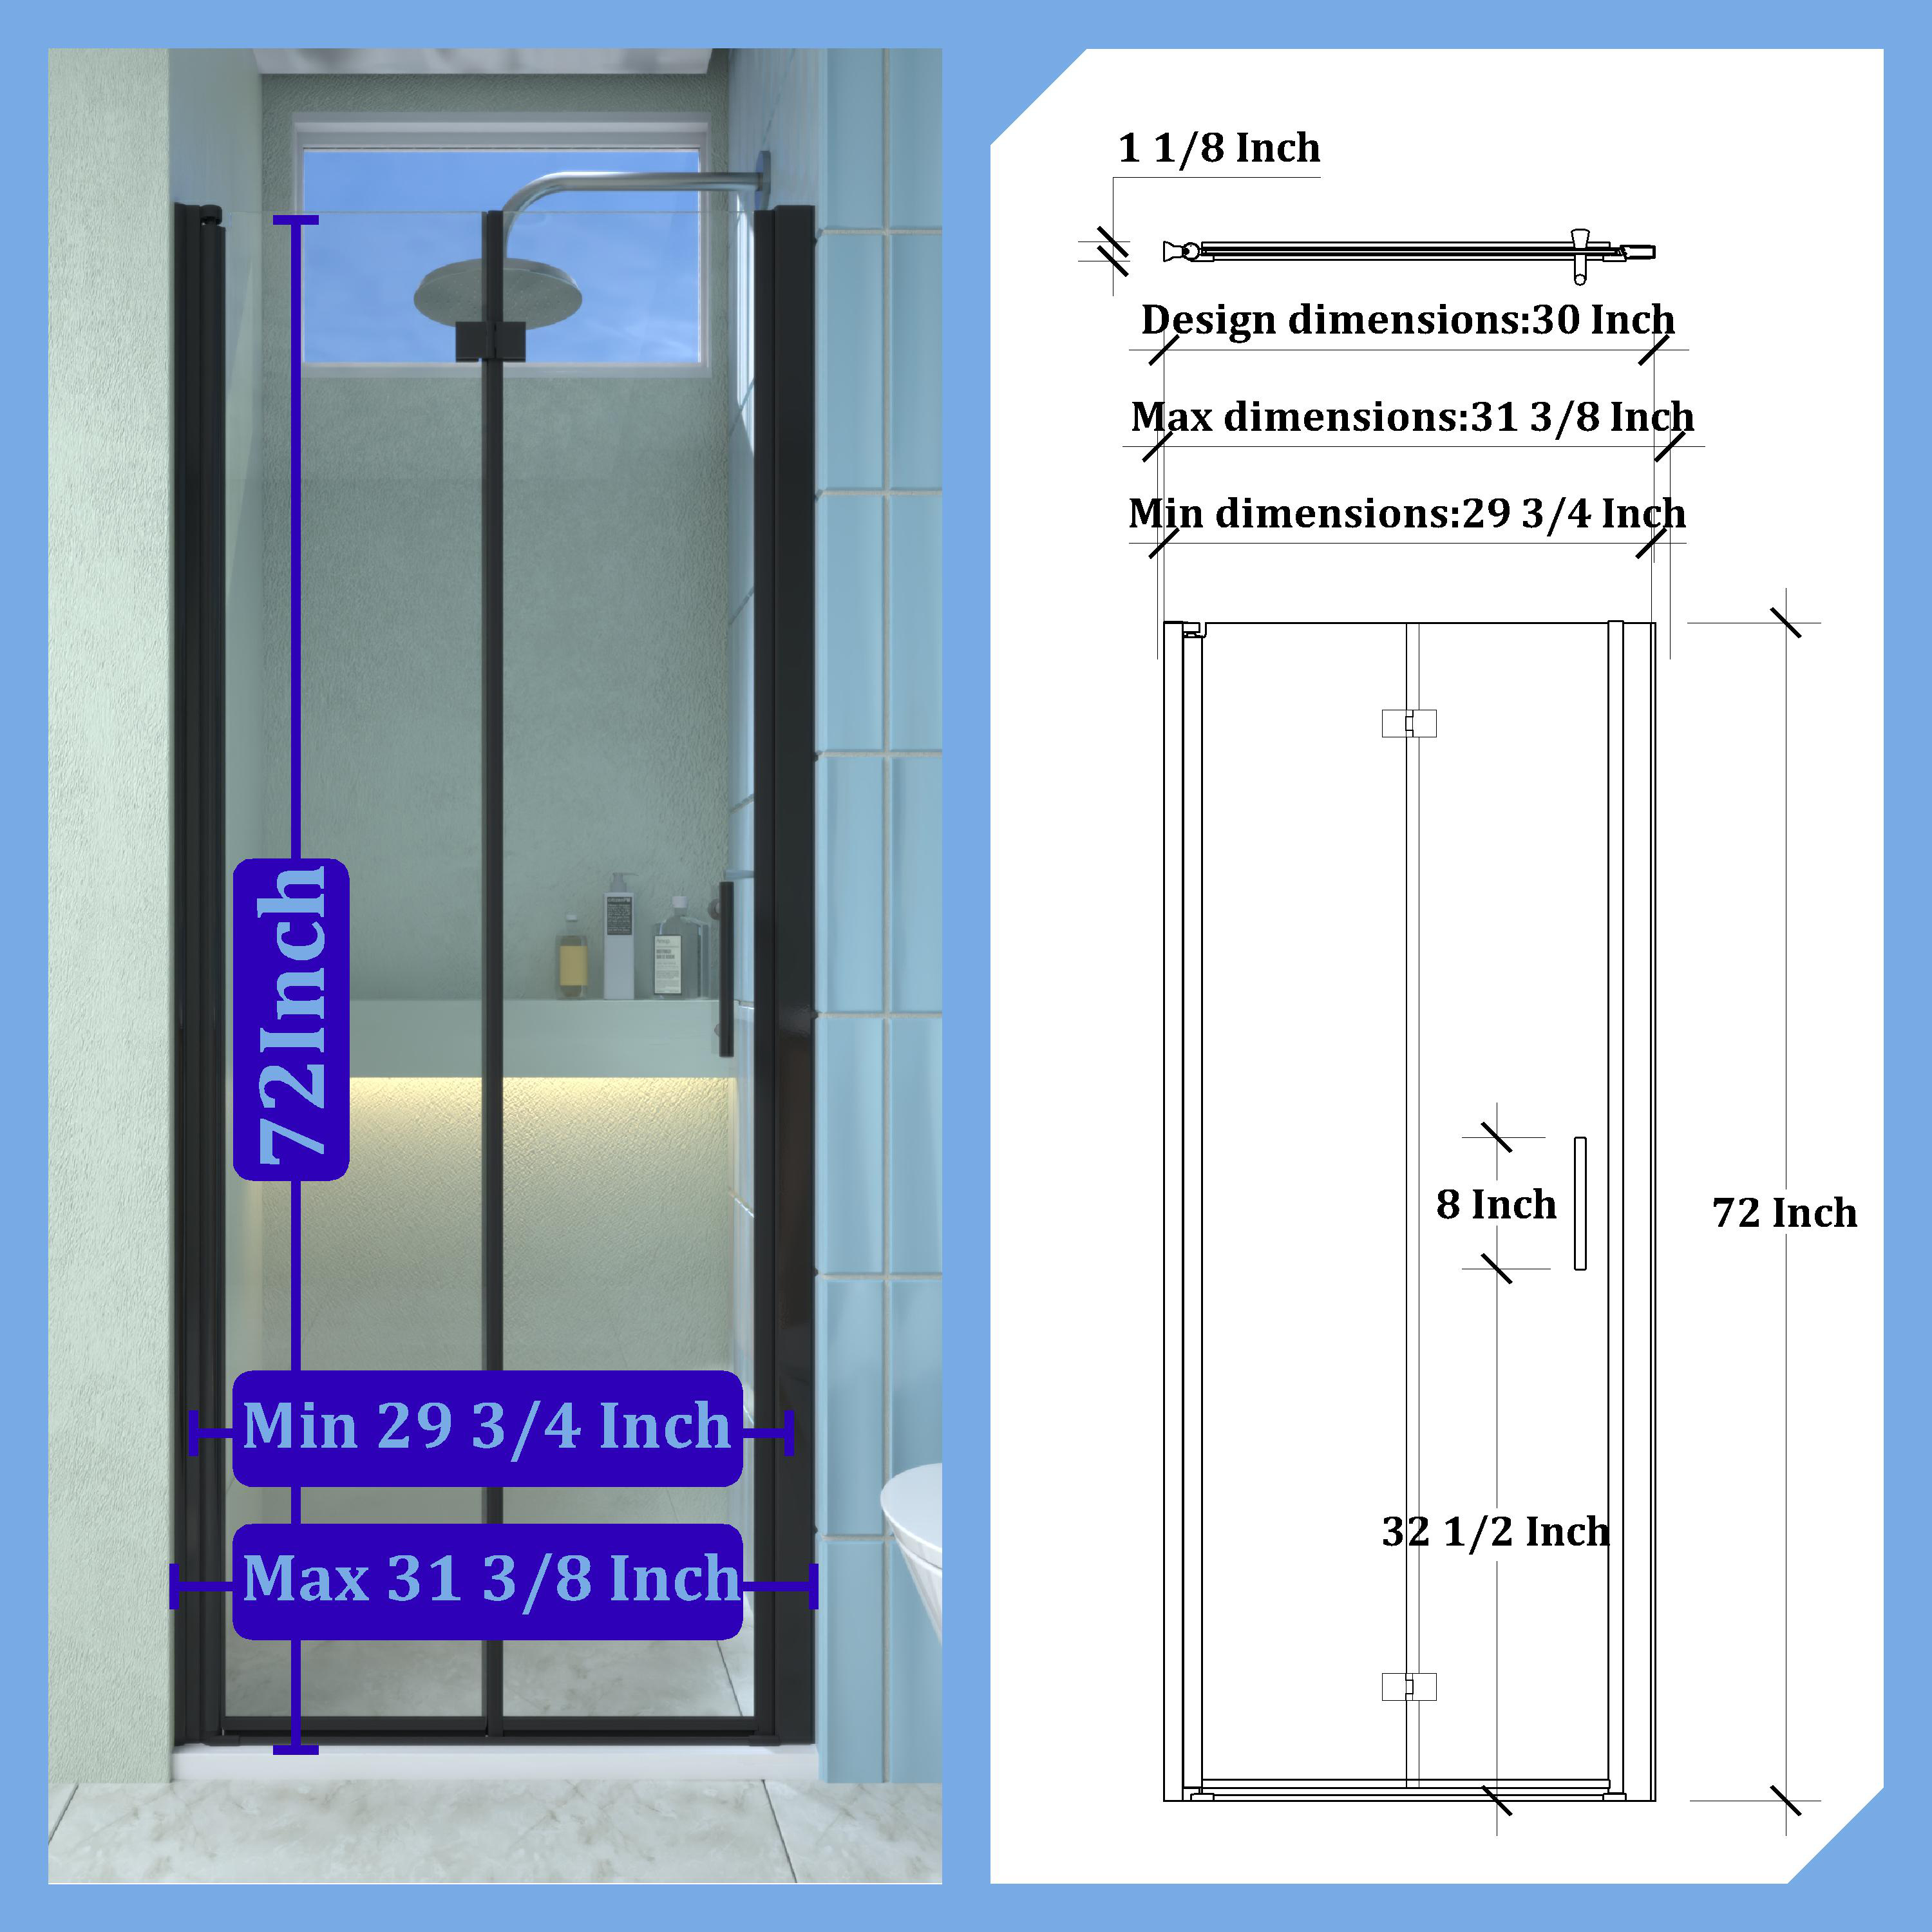 72Inch
Min 29 3/4 Inch
Max 31 3/8 Inch
1 1/8 Inch
Design dimensions:30 Inch
Max dimensions:31 3/8 Inch
Min dimensions:29 3/4 Inch
8 Inch
72 Inch
32 1/2 Inch